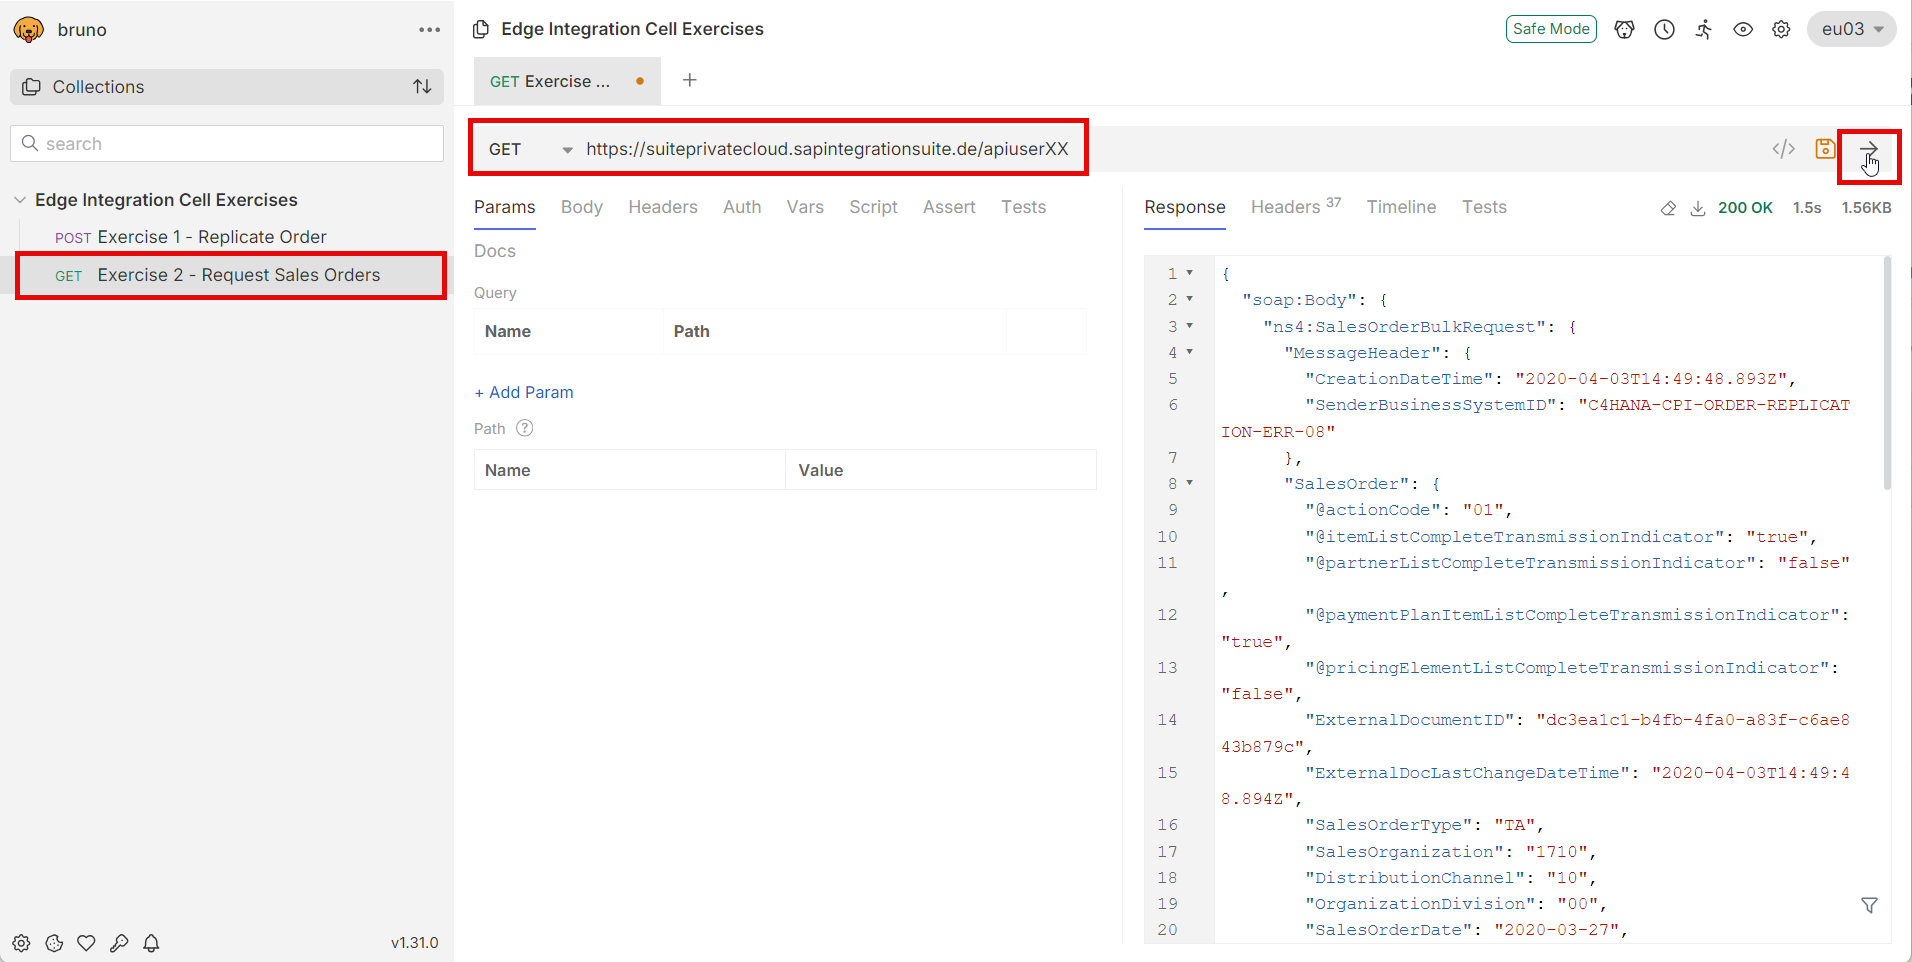 bruno
Collections
search
Edge Integration Cell Exercises
POST Exercise 1 - Replicate Order
GET Exercise 2 - Request Sales Orders
v1.31.0
Edge Integration Cell Exercises
Safe Mode
eu03
GET Exercise ...
GET https://suiteprivatecloud.sapintegrationsuite.de/apiuserXX
Params Body Headers Auth Vars Script Assert Tests
Docs
Query
Name Path
+ Add Param
Path ?
Name Value
Response Headers 37 Timeline Tests 200 OK 1.5s 1.56KB
1 {
2 "soap:Body": {
3 "ns4:SalesOrderBulkRequest": {
4 "MessageHeader": {
5 "CreationDateTime": "2020-04-03T14:49:48.893Z",
6 "SenderBusinessSystemID": "C4HANA-CPI-ORDER-REPLICAT
ION-ERR-08"
7 },
8 "SalesOrder": {
9 "@actionCode": "01",
10 "@itemListCompleteTransmissionIndicator": "true",
11 "@partnerListCompleteTransmissionIndicator": "false"
,
12 "@paymentPlanItemListCompleteTransmissionIndicator":
"true",
13 "@pricingElementListCompleteTransmissionIndicator":
"false",
14 "ExternalDocumentID": "dc3ea1c1-b4fb-4fa0-a83f-c6ae8
43b879c",
15 "ExternalDocLastChangeDateTime": "2020-04-03T14:49:4
8.894Z",
16 "SalesOrderType": "TA",
17 "SalesOrganization": "1710",
18 "DistributionChannel": "10",
19 "OrganizationDivision": "00",
20 "SalesOrderDate": "2020-03-27",